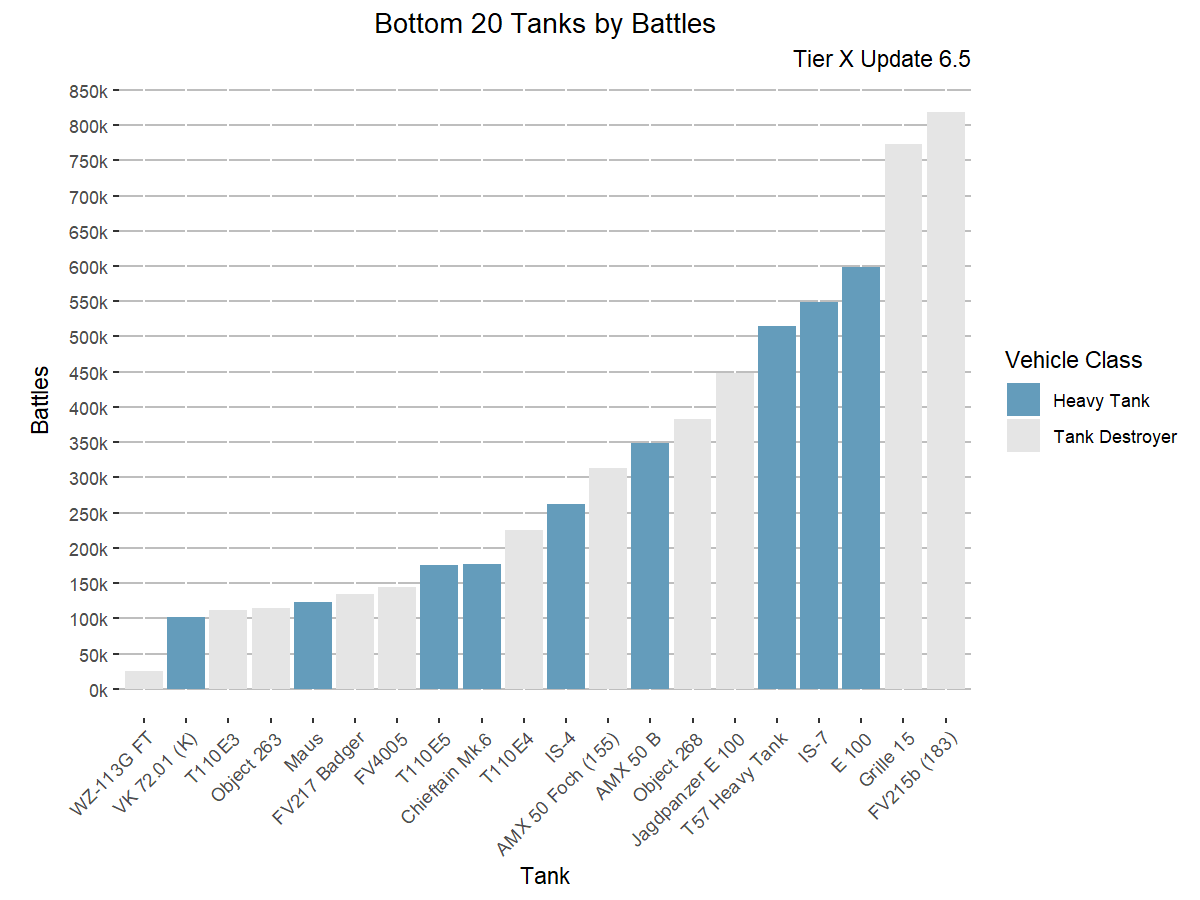 Bottom 20 Tanks by Battles
Tier X Update 6.5
850k
800k
750k
700k
650k
600k
550k
500k
450k
400k
350k
300k
250k
200k
150k
100k
50k
0k
Battles
WZ-113G FT
VK 72.01 (K)
T110E3
Object 263
Maus
FV217 Badger
FV4005
T110E5
Chieftain Mk.6
T110E4
IS-4
AMX 50 Foch (155)
AMX 50 B
Object 268
Jagdpanzer E 100
T57 Heavy Tank
IS-7
E 100
Grille 15
FV215b (183)
Tank
Vehicle Class
Heavy Tank
Tank Destroyer